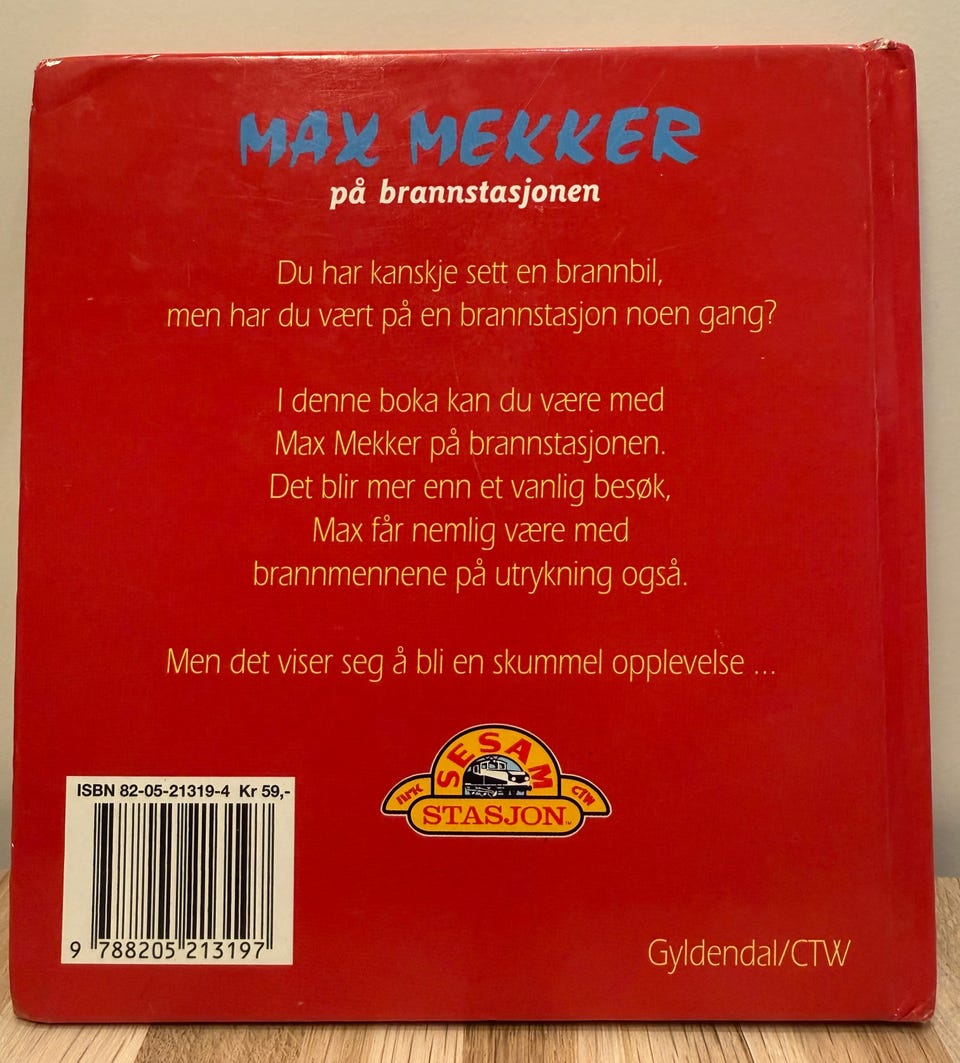 MAX MEKKER
på brannstasjonen
Du har kanskje sett en brannbil,
men har du vært på en brannstasjon noen gang?
I denne boka kan du være med
Max Mekker på brannstasjonen.
Det blir mer enn et vanlig besøk,
Max får nemlig være med
brannmennene på utrykning også.
Men det viser seg å bli en skummel opplevelse ...
SESAM
NRK CTW
STASJON™
ISBN 82-05-21319-4 Kr 59,-
9 788205 213197
Gyldendal/CTW